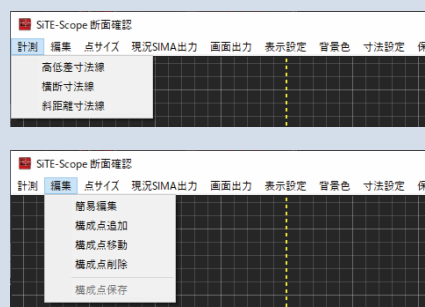 SiTE-Scope 断面確認
計測 編集 点サイズ 現況SIMA出力 画面出力 表示設定 背景色 寸法設定 保
高低差寸法線
横断寸法線
斜距離寸法線
SiTE-Scope 断面確認
計測 編集 点サイズ 現況SIMA出力 画面出力 表示設定 背景色 寸法設定 保
簡易編集
構成点追加
構成点移動
構成点削除
構成点保存